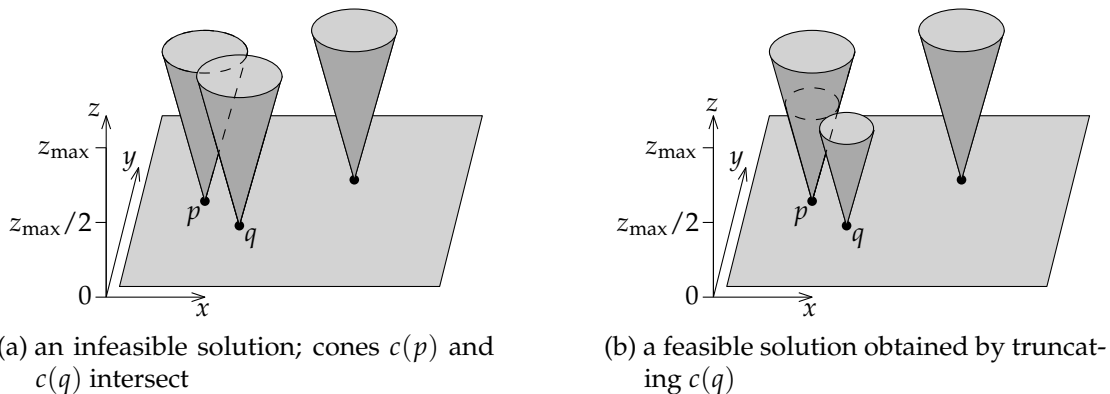 z
z_max
y
z_max/2
0
x
p
q
z
z_max
y
z_max/2
0
x
p
q
(a) an infeasible solution; cones c(p) and
c(q) intersect
(b) a feasible solution obtained by truncat-
ing c(q)